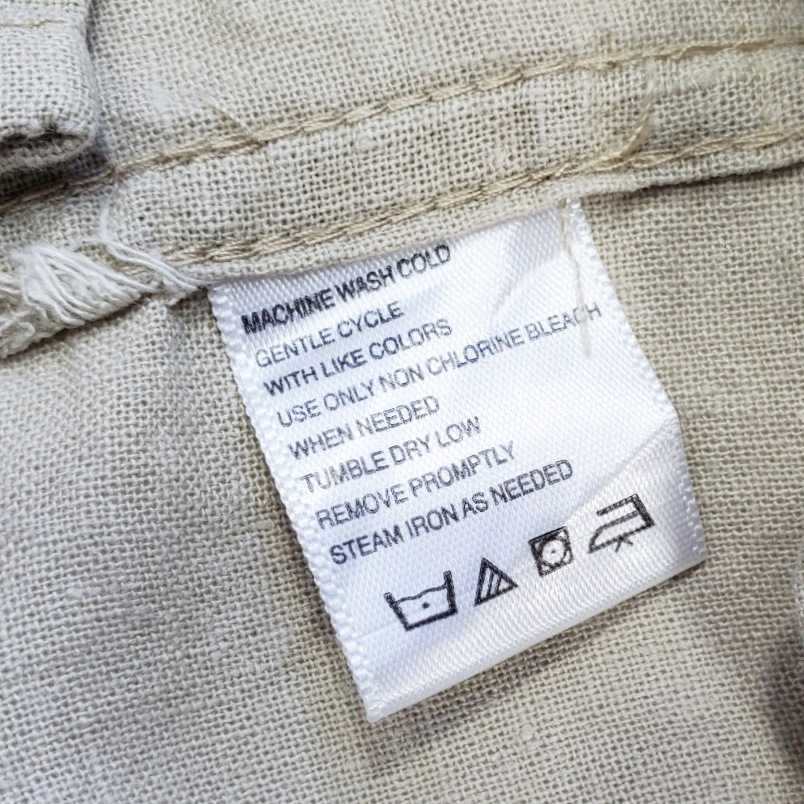 MACHINE WASH COLD
GENTLE CYCLE
WITH LIKE COLORS
USE ONLY NON CHLORINE BLEACH
WHEN NEEDED
TUMBLE DRY LOW
REMOVE PROMPTLY
STEAM IRON AS NEEDED